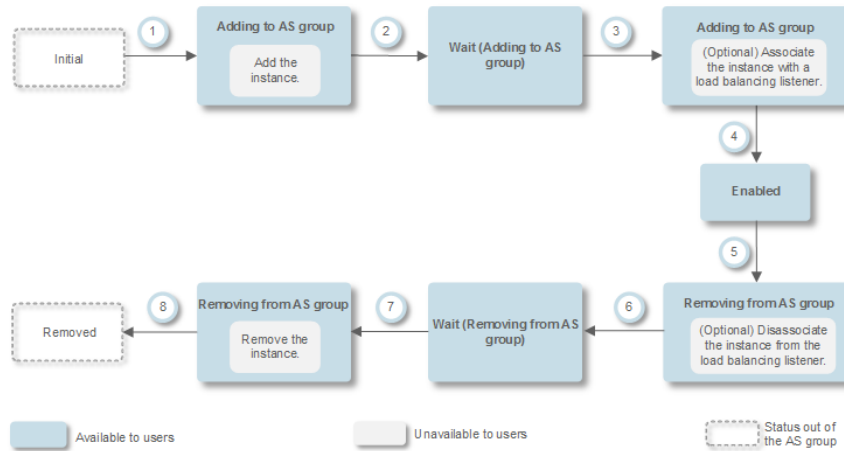 Initial
1
Adding to AS group
Add the
instance.
2
Wait (Adding to AS
group)
3
Adding to AS group
(Optional) Associate
the instance with a
load balancing listener.
4
Enabled
5
Removing from AS group
(Optional) Disassociate
the instance from the
load balancing listener.
6
Wait (Removing from AS
group)
7
Removing from AS group
Remove the
instance.
8
Removed
Available to users
Unavailable to users
Status out of
the AS group